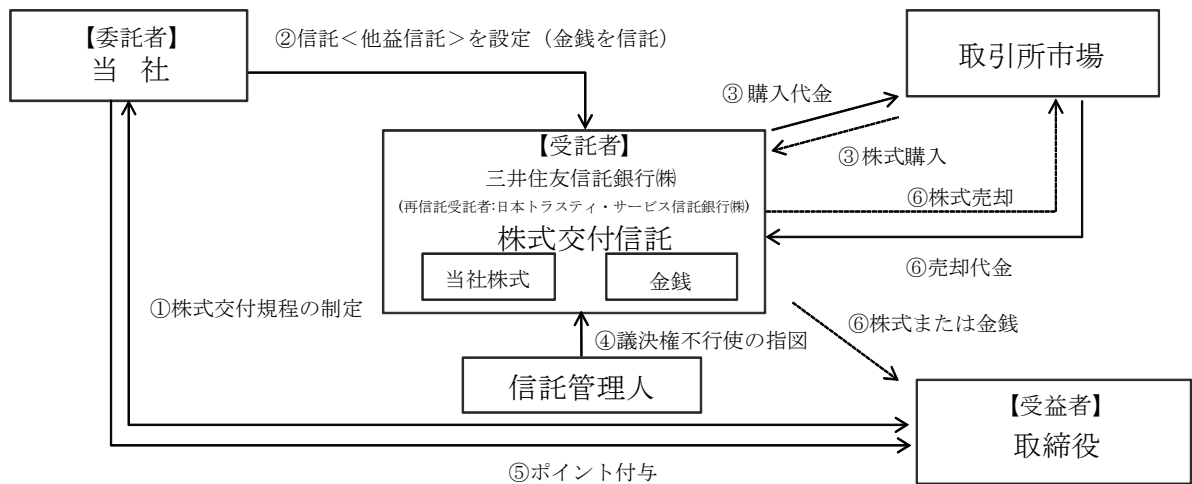 【委託者】
当 社
②信託＜他益信託＞を設定（金銭を信託）
取引所市場
③購入代金
③株式購入
【受託者】
三井住友信託銀行㈱
(再信託受託者:日本トラスティ・サービス信託銀行㈱)
株式交付信託
当社株式
金銭
⑥株式売却
⑥売却代金
①株式交付規程の制定
④議決権不行使の指図
⑥株式または金銭
信託管理人
【受益者】
取締役
⑤ポイント付与